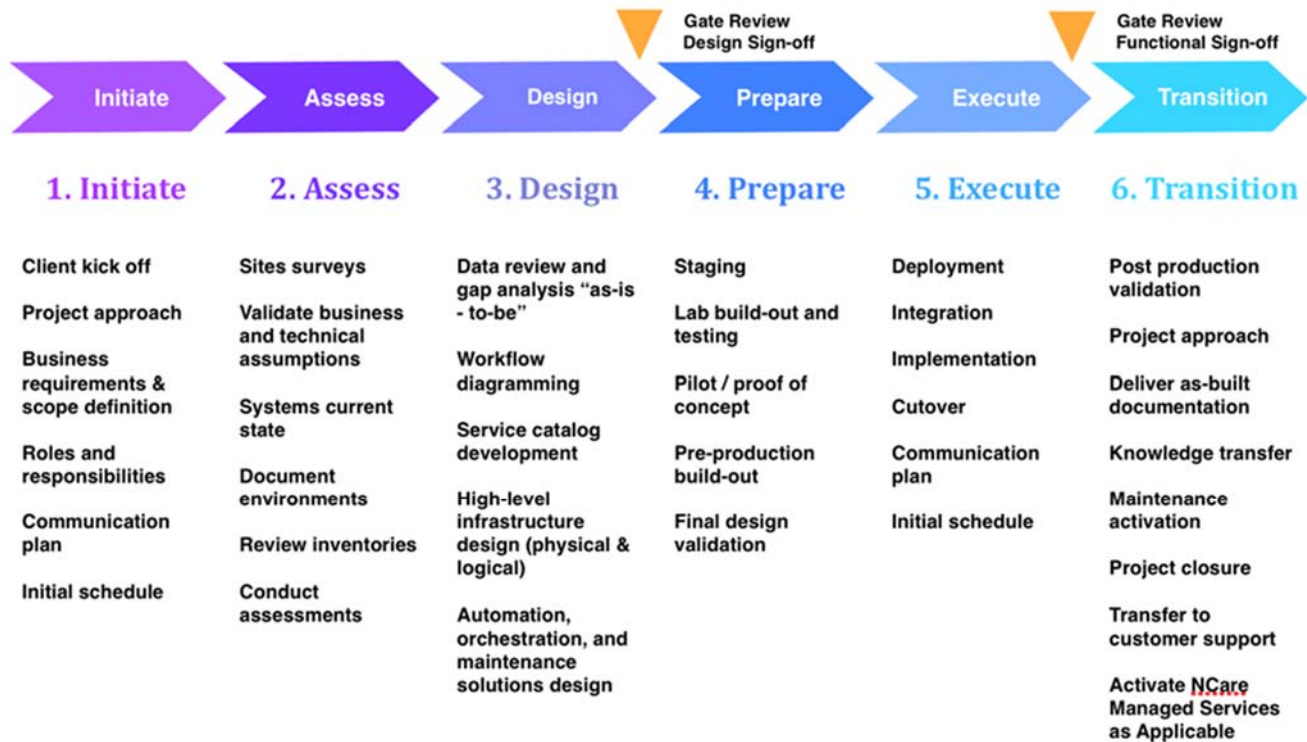 Gate Review
Design Sign-off
Gate Review
Functional Sign-off
Initiate
Assess
Design
Prepare
Execute
Transition
1. Initiate
2. Assess
3. Design
4. Prepare
5. Execute
6. Transition
Client kick off
Project approach
Business
requirements &
scope definition
Roles and
responsibilities
Communication
plan
Initial schedule
Sites surveys
Validate business
and technical
assumptions
Systems current
state
Document
environments
Review inventories
Conduct
assessments
Data review and
gap analysis “as-is
- to-be”
Workflow
diagramming
Service catalog
development
High-level
infrastructure
design (physical &
logical)
Automation,
orchestration, and
maintenance
solutions design
Staging
Lab build-out and
testing
Pilot / proof of
concept
Pre-production
build-out
Final design
validation
Deployment
Integration
Implementation
Cutover
Communication
plan
Initial schedule
Post production
validation
Project approach
Deliver as-built
documentation
Knowledge transfer
Maintenance
activation
Project closure
Transfer to
customer support
Activate NCare
Managed Services
as Applicable